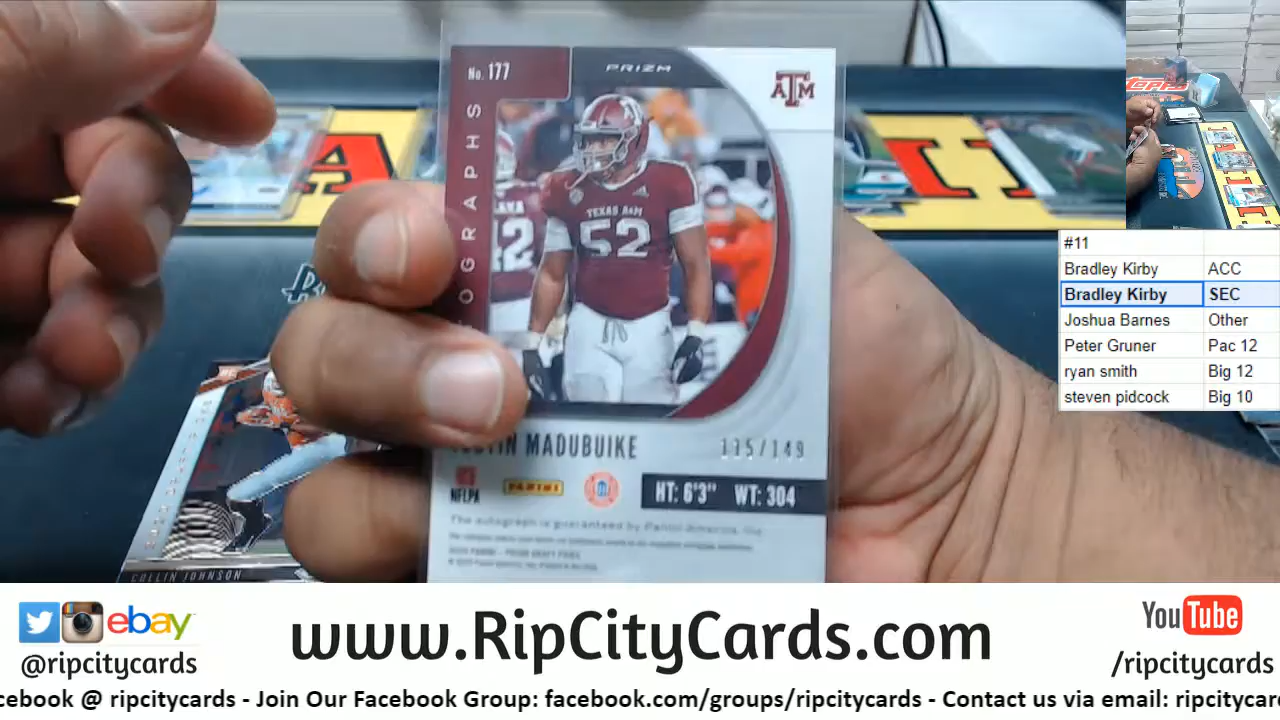 No. 177
PRIZM
ATM
OGRAPHS
TEXAS A&M
52
MADUBUIKE
115/149
NFLPA
PANINI
HT: 6'3" WT: 304
The autograph is guaranteed by Panini America, Inc.
COLLIN JOHNSON
#11
Bradley Kirby ACC
Bradley Kirby SEC
Joshua Barnes Other
Peter Gruner Pac 12
ryan smith Big 12
steven pidcock Big 10
ebay
@ripcitycards
www.RipCityCards.com
YouTube
/ripcitycards
cebook @ ripcitycards - Join Our Facebook Group: facebook.com/groups/ripcitycards - Contact us via email: ripcitycar